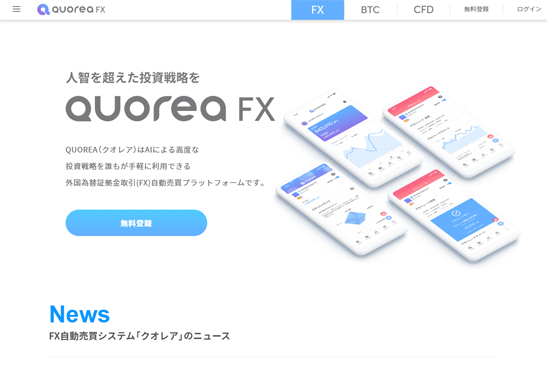 QUOREA FX
FX
BTC
CFD
無料登録
ログイン
人智を超えた投資戦略を
QUOREA FX
QUOREA（クオレア）はAIによる高度な
投資戦略を誰もが手軽に利用できる
外国為替証拠金取引(FX)自動売買プラットフォームです。
無料登録
News
FX自動売買システム「クオレア」のニュース